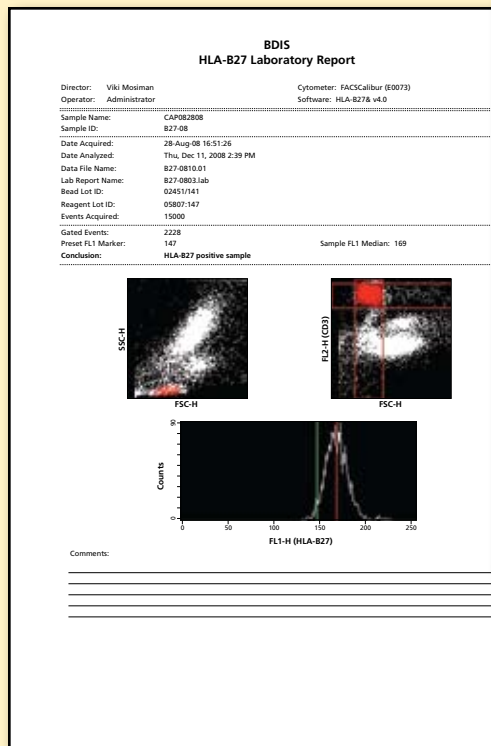 BDIS
HLA-B27 Laboratory Report
Director: Viki Mosiman Cytometer: FACSCalibur (E0073)
Operator: Administrator Software: HLA-B27& v4.0
Sample Name: CAP082808
Sample ID: B27-08
Date Acquired: 28-Aug-08 16:51:26
Date Analyzed: Thu, Dec 11, 2008 2:39 PM
Data File Name: B27-0810.01
Lab Report Name: B27-0803.lab
Bead Lot ID: 02451/141
Reagent Lot ID: 05807:147
Events Acquired: 15000
Gated Events: 2228
Preset FL1 Marker: 147 Sample FL1 Median: 169
Conclusion: HLA-B27 positive sample
SSC-H
FSC-H
FL2-H (CD3)
FSC-H
Counts
90
0
0 50 100 150 200 250
FL1-H (HLA-B27)
Comments: